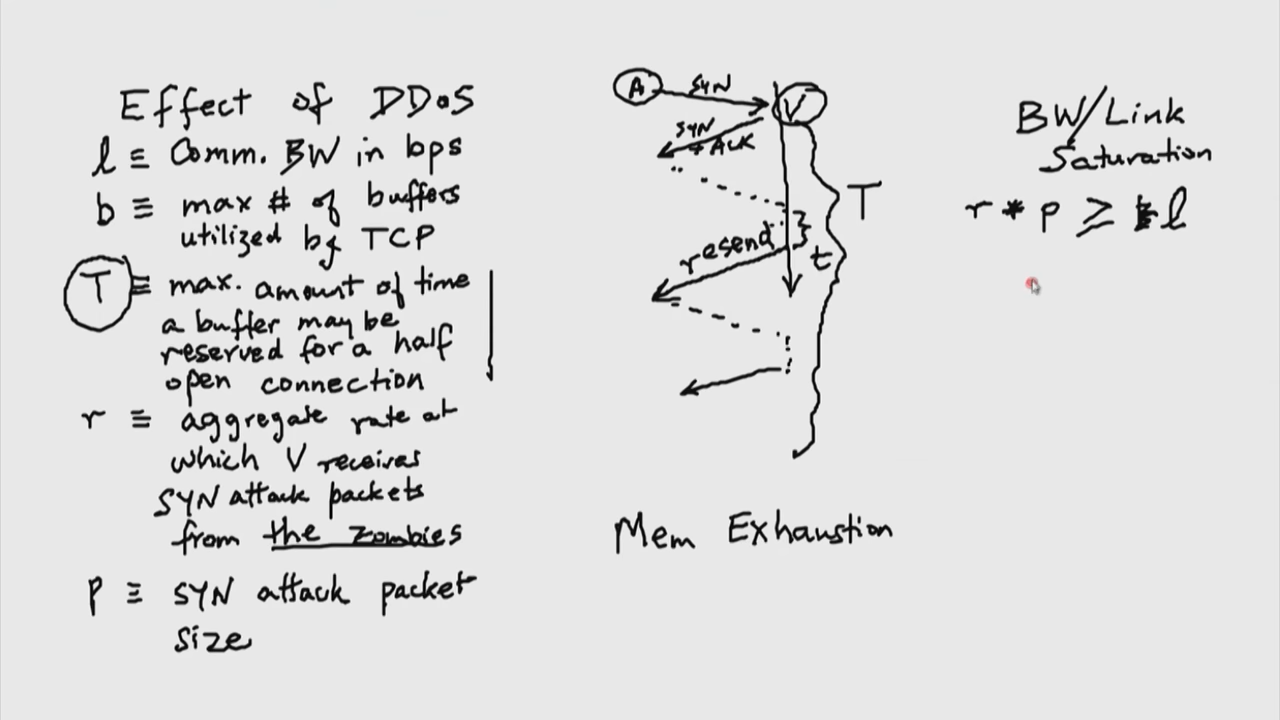 Effect of DDoS
l ≡ Comm. BW in bps
b ≡ max # of buffers
utilized by TCP
T ≡ max. amount of time
a buffer may be
reserved for a half
open connection
r ≡ aggregate rate at
which V receives
SYN attack packets
from the zombies
p ≡ SYN attack packet
size
A
SYN
V
SYN
+ ACK
T
resend
t
Mem Exhaustion
BW/Link
Saturation
r * p ≥ l